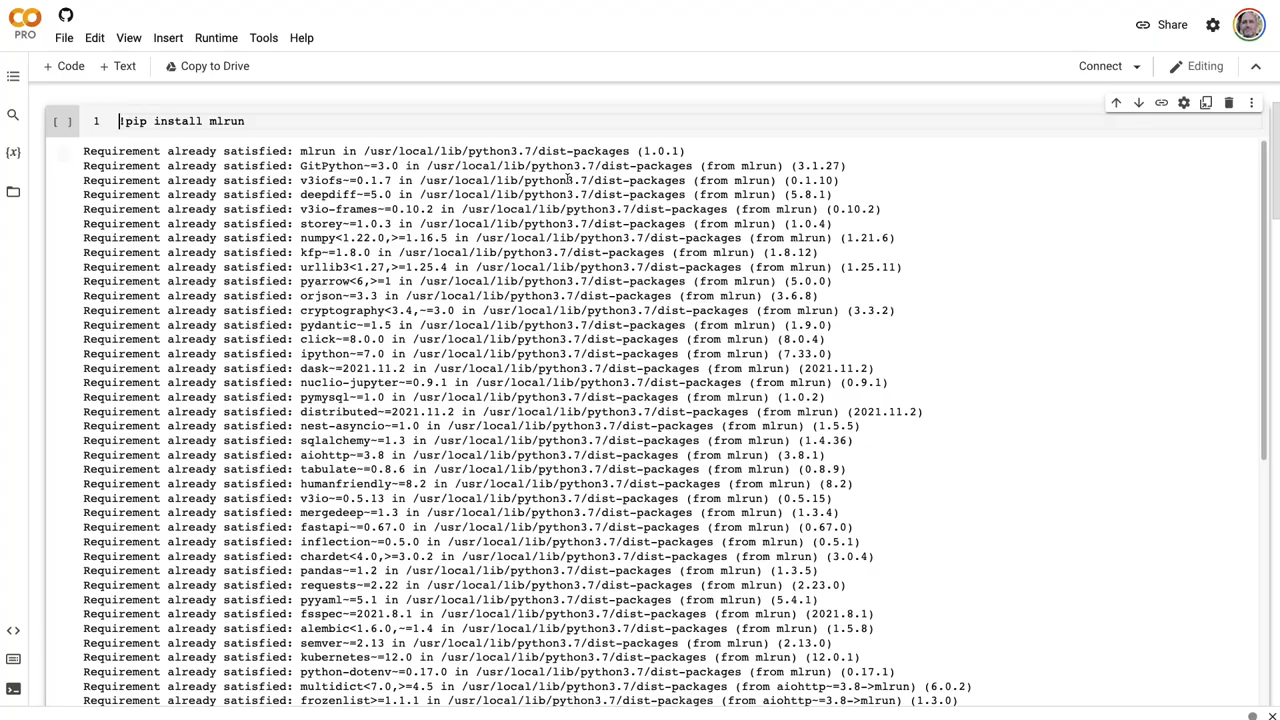 PRO
File Edit View Insert Runtime Tools Help
Share
+ Code + Text Copy to Drive
Connect
Editing
{x}
[ ] 1 !pip install mlrun
Requirement already satisfied: mlrun in /usr/local/lib/python3.7/dist-packages (1.0.1)
Requirement already satisfied: GitPython~=3.0 in /usr/local/lib/python3.7/dist-packages (from mlrun) (3.1.27)
Requirement already satisfied: v3iofs~=0.1.7 in /usr/local/lib/python3.7/dist-packages (from mlrun) (0.1.10)
Requirement already satisfied: deepdiff~=5.0 in /usr/local/lib/python3.7/dist-packages (from mlrun) (5.8.1)
Requirement already satisfied: v3io-frames~=0.10.2 in /usr/local/lib/python3.7/dist-packages (from mlrun) (0.10.2)
Requirement already satisfied: storey~=1.0.3 in /usr/local/lib/python3.7/dist-packages (from mlrun) (1.0.4)
Requirement already satisfied: numpy<1.22.0,>=1.16.5 in /usr/local/lib/python3.7/dist-packages (from mlrun) (1.21.6)
Requirement already satisfied: kfp~=1.8.0 in /usr/local/lib/python3.7/dist-packages (from mlrun) (1.8.12)
Requirement already satisfied: urllib3<1.27,>=1.25.4 in /usr/local/lib/python3.7/dist-packages (from mlrun) (1.25.11)
Requirement already satisfied: pyarrow<6,>=1 in /usr/local/lib/python3.7/dist-packages (from mlrun) (5.0.0)
Requirement already satisfied: orjson~=3.3 in /usr/local/lib/python3.7/dist-packages (from mlrun) (3.6.8)
Requirement already satisfied: cryptography<3.4,~=3.0 in /usr/local/lib/python3.7/dist-packages (from mlrun) (3.3.2)
Requirement already satisfied: pydantic~=1.5 in /usr/local/lib/python3.7/dist-packages (from mlrun) (1.9.0)
Requirement already satisfied: click~=8.0.0 in /usr/local/lib/python3.7/dist-packages (from mlrun) (8.0.4)
Requirement already satisfied: ipython~=7.0 in /usr/local/lib/python3.7/dist-packages (from mlrun) (7.33.0)
Requirement already satisfied: dask~=2021.11.2 in /usr/local/lib/python3.7/dist-packages (from mlrun) (2021.11.2)
Requirement already satisfied: nuclio-jupyter~=0.9.1 in /usr/local/lib/python3.7/dist-packages (from mlrun) (0.9.1)
Requirement already satisfied: pymysql~=1.0 in /usr/local/lib/python3.7/dist-packages (from mlrun) (1.0.2)
Requirement already satisfied: distributed~=2021.11.2 in /usr/local/lib/python3.7/dist-packages (from mlrun) (2021.11.2)
Requirement already satisfied: nest-asyncio~=1.0 in /usr/local/lib/python3.7/dist-packages (from mlrun) (1.5.5)
Requirement already satisfied: sqlalchemy~=1.3 in /usr/local/lib/python3.7/dist-packages (from mlrun) (1.4.36)
Requirement already satisfied: aiohttp~=3.8 in /usr/local/lib/python3.7/dist-packages (from mlrun) (3.8.1)
Requirement already satisfied: tabulate~=0.8.6 in /usr/local/lib/python3.7/dist-packages (from mlrun) (0.8.9)
Requirement already satisfied: humanfriendly~=8.2 in /usr/local/lib/python3.7/dist-packages (from mlrun) (8.2)
Requirement already satisfied: v3io~=0.5.13 in /usr/local/lib/python3.7/dist-packages (from mlrun) (0.5.15)
Requirement already satisfied: mergedeep~=1.3 in /usr/local/lib/python3.7/dist-packages (from mlrun) (1.3.4)
Requirement already satisfied: fastapi~=0.67.0 in /usr/local/lib/python3.7/dist-packages (from mlrun) (0.67.0)
Requirement already satisfied: inflection~=0.5.0 in /usr/local/lib/python3.7/dist-packages (from mlrun) (0.5.1)
Requirement already satisfied: chardet<4.0,>=3.0.2 in /usr/local/lib/python3.7/dist-packages (from mlrun) (3.0.4)
Requirement already satisfied: pandas~=1.2 in /usr/local/lib/python3.7/dist-packages (from mlrun) (1.3.5)
Requirement already satisfied: requests~=2.22 in /usr/local/lib/python3.7/dist-packages (from mlrun) (2.23.0)
Requirement already satisfied: pyyaml~=5.1 in /usr/local/lib/python3.7/dist-packages (from mlrun) (5.4.1)
Requirement already satisfied: fsspec~=2021.8.1 in /usr/local/lib/python3.7/dist-packages (from mlrun) (2021.8.1)
Requirement already satisfied: alembic<1.6.0,~=1.4 in /usr/local/lib/python3.7/dist-packages (from mlrun) (1.5.8)
Requirement already satisfied: semver~=2.13 in /usr/local/lib/python3.7/dist-packages (from mlrun) (2.13.0)
Requirement already satisfied: kubernetes~=12.0 in /usr/local/lib/python3.7/dist-packages (from mlrun) (12.0.1)
Requirement already satisfied: python-dotenv~=0.17.0 in /usr/local/lib/python3.7/dist-packages (from mlrun) (0.17.1)
Requirement already satisfied: multidict<7.0,>=4.5 in /usr/local/lib/python3.7/dist-packages (from aiohttp~=3.8->mlrun) (6.0.2)
Requirement already satisfied: frozenlist>=1.1.1 in /usr/local/lib/python3.7/dist-packages (from aiohttp~=3.8->mlrun) (1.3.0)